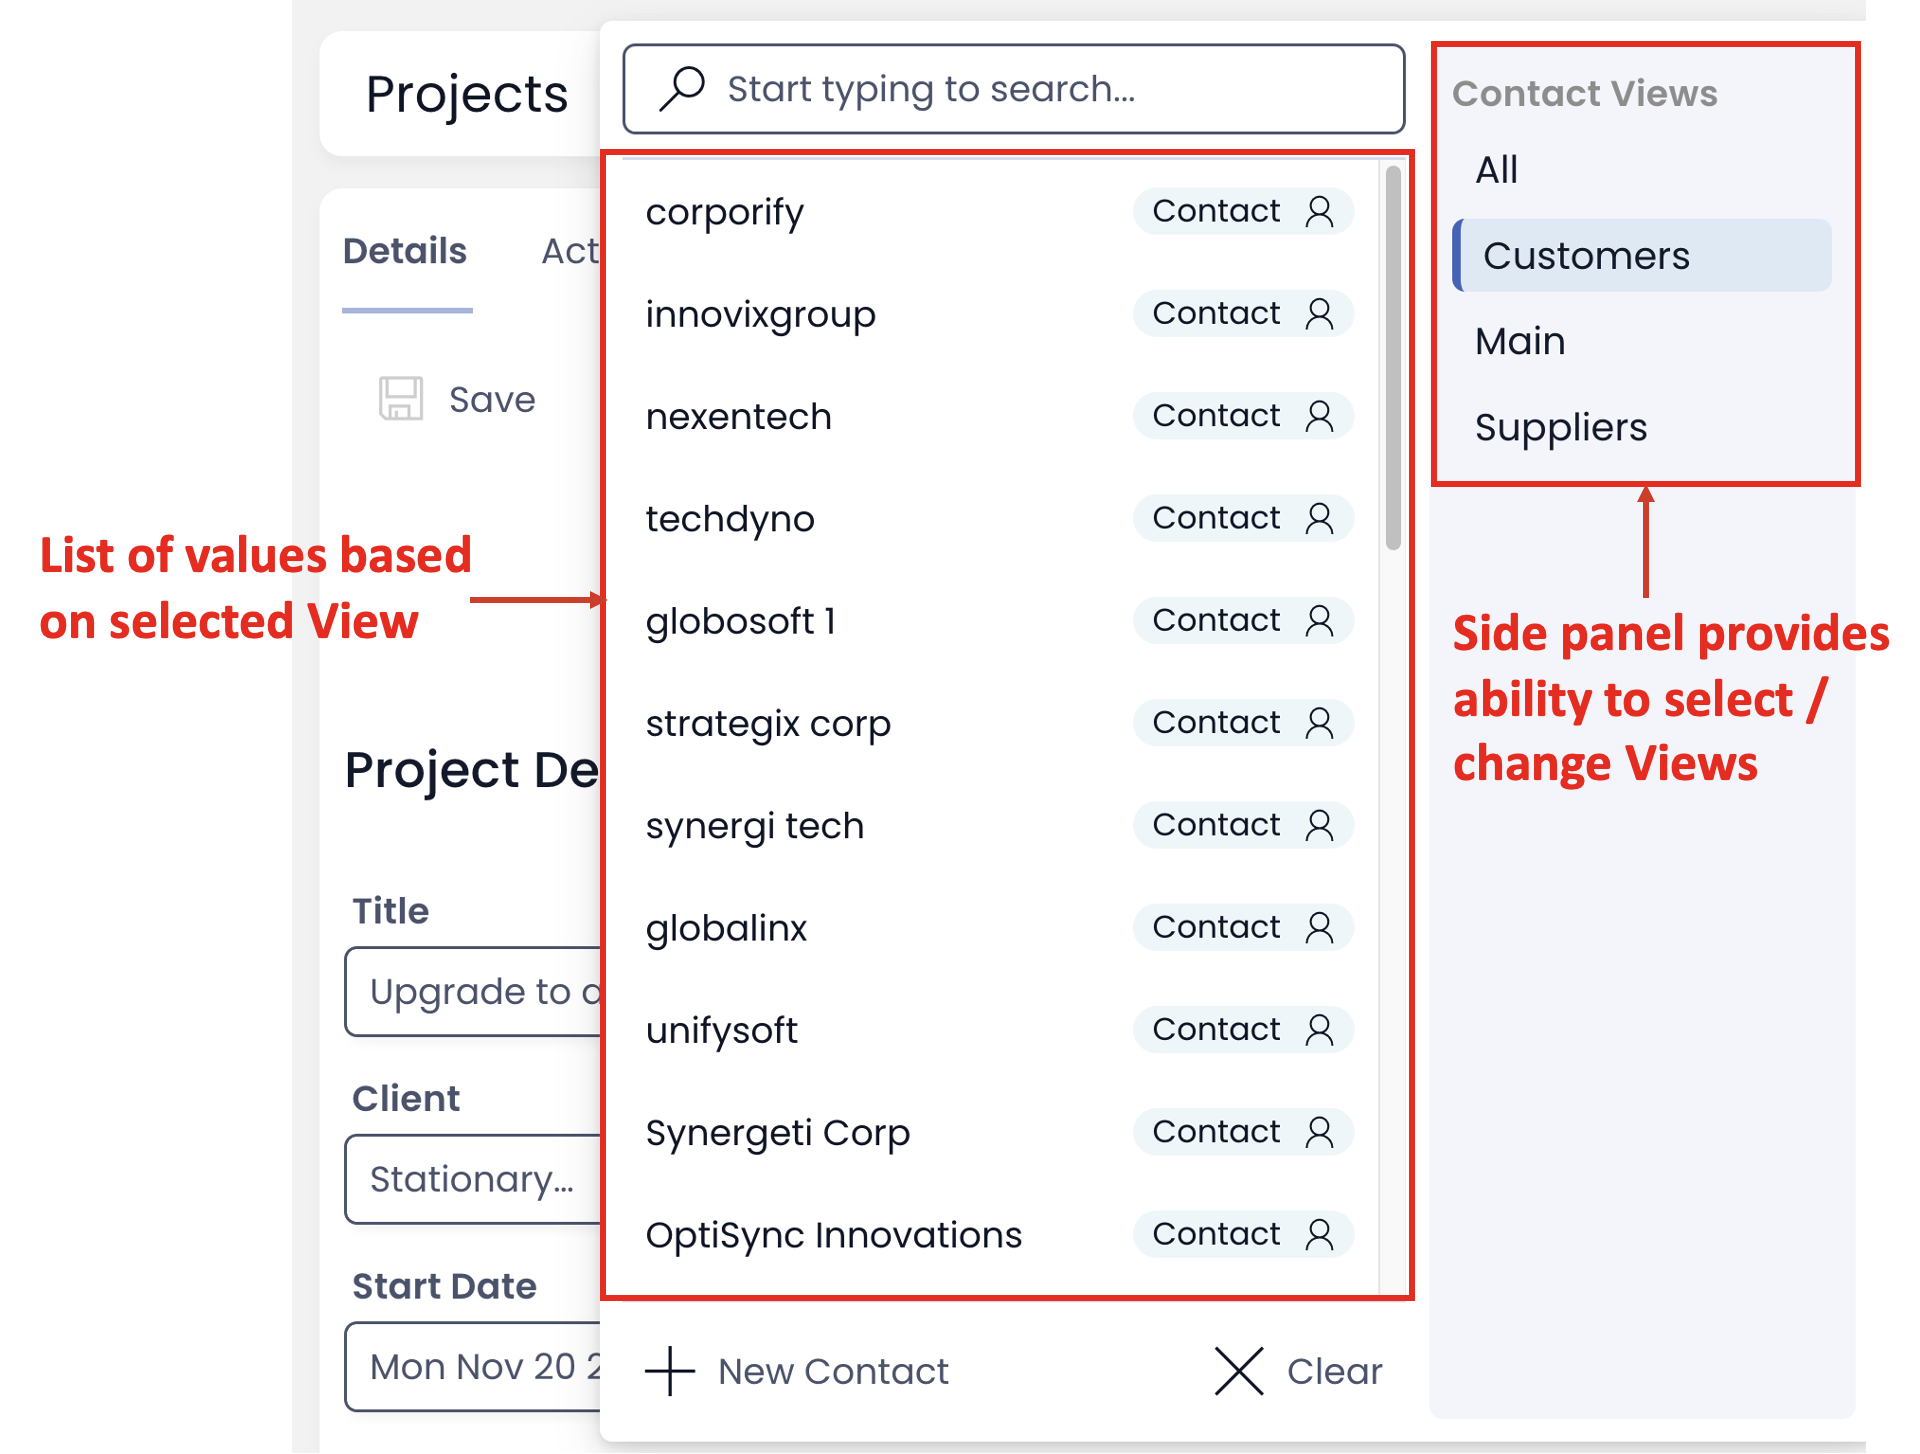 Projects
Details
Act
Save
List of values based
on selected View
Project De
Title
Upgrade to
Client
Stationary...
Start Date
Mon Nov 20 2
Start typing to search...
corporify Contact
innovixgroup Contact
nexentech Contact
techdyno Contact
globosoft 1 Contact
strategix corp Contact
synergi tech Contact
globalinx Contact
unifysoft Contact
Synergeti Corp Contact
OptiSync Innovations Contact
New Contact
Clear
Contact Views
All
Customers
Main
Suppliers
Side panel provides
ability to select /
change Views